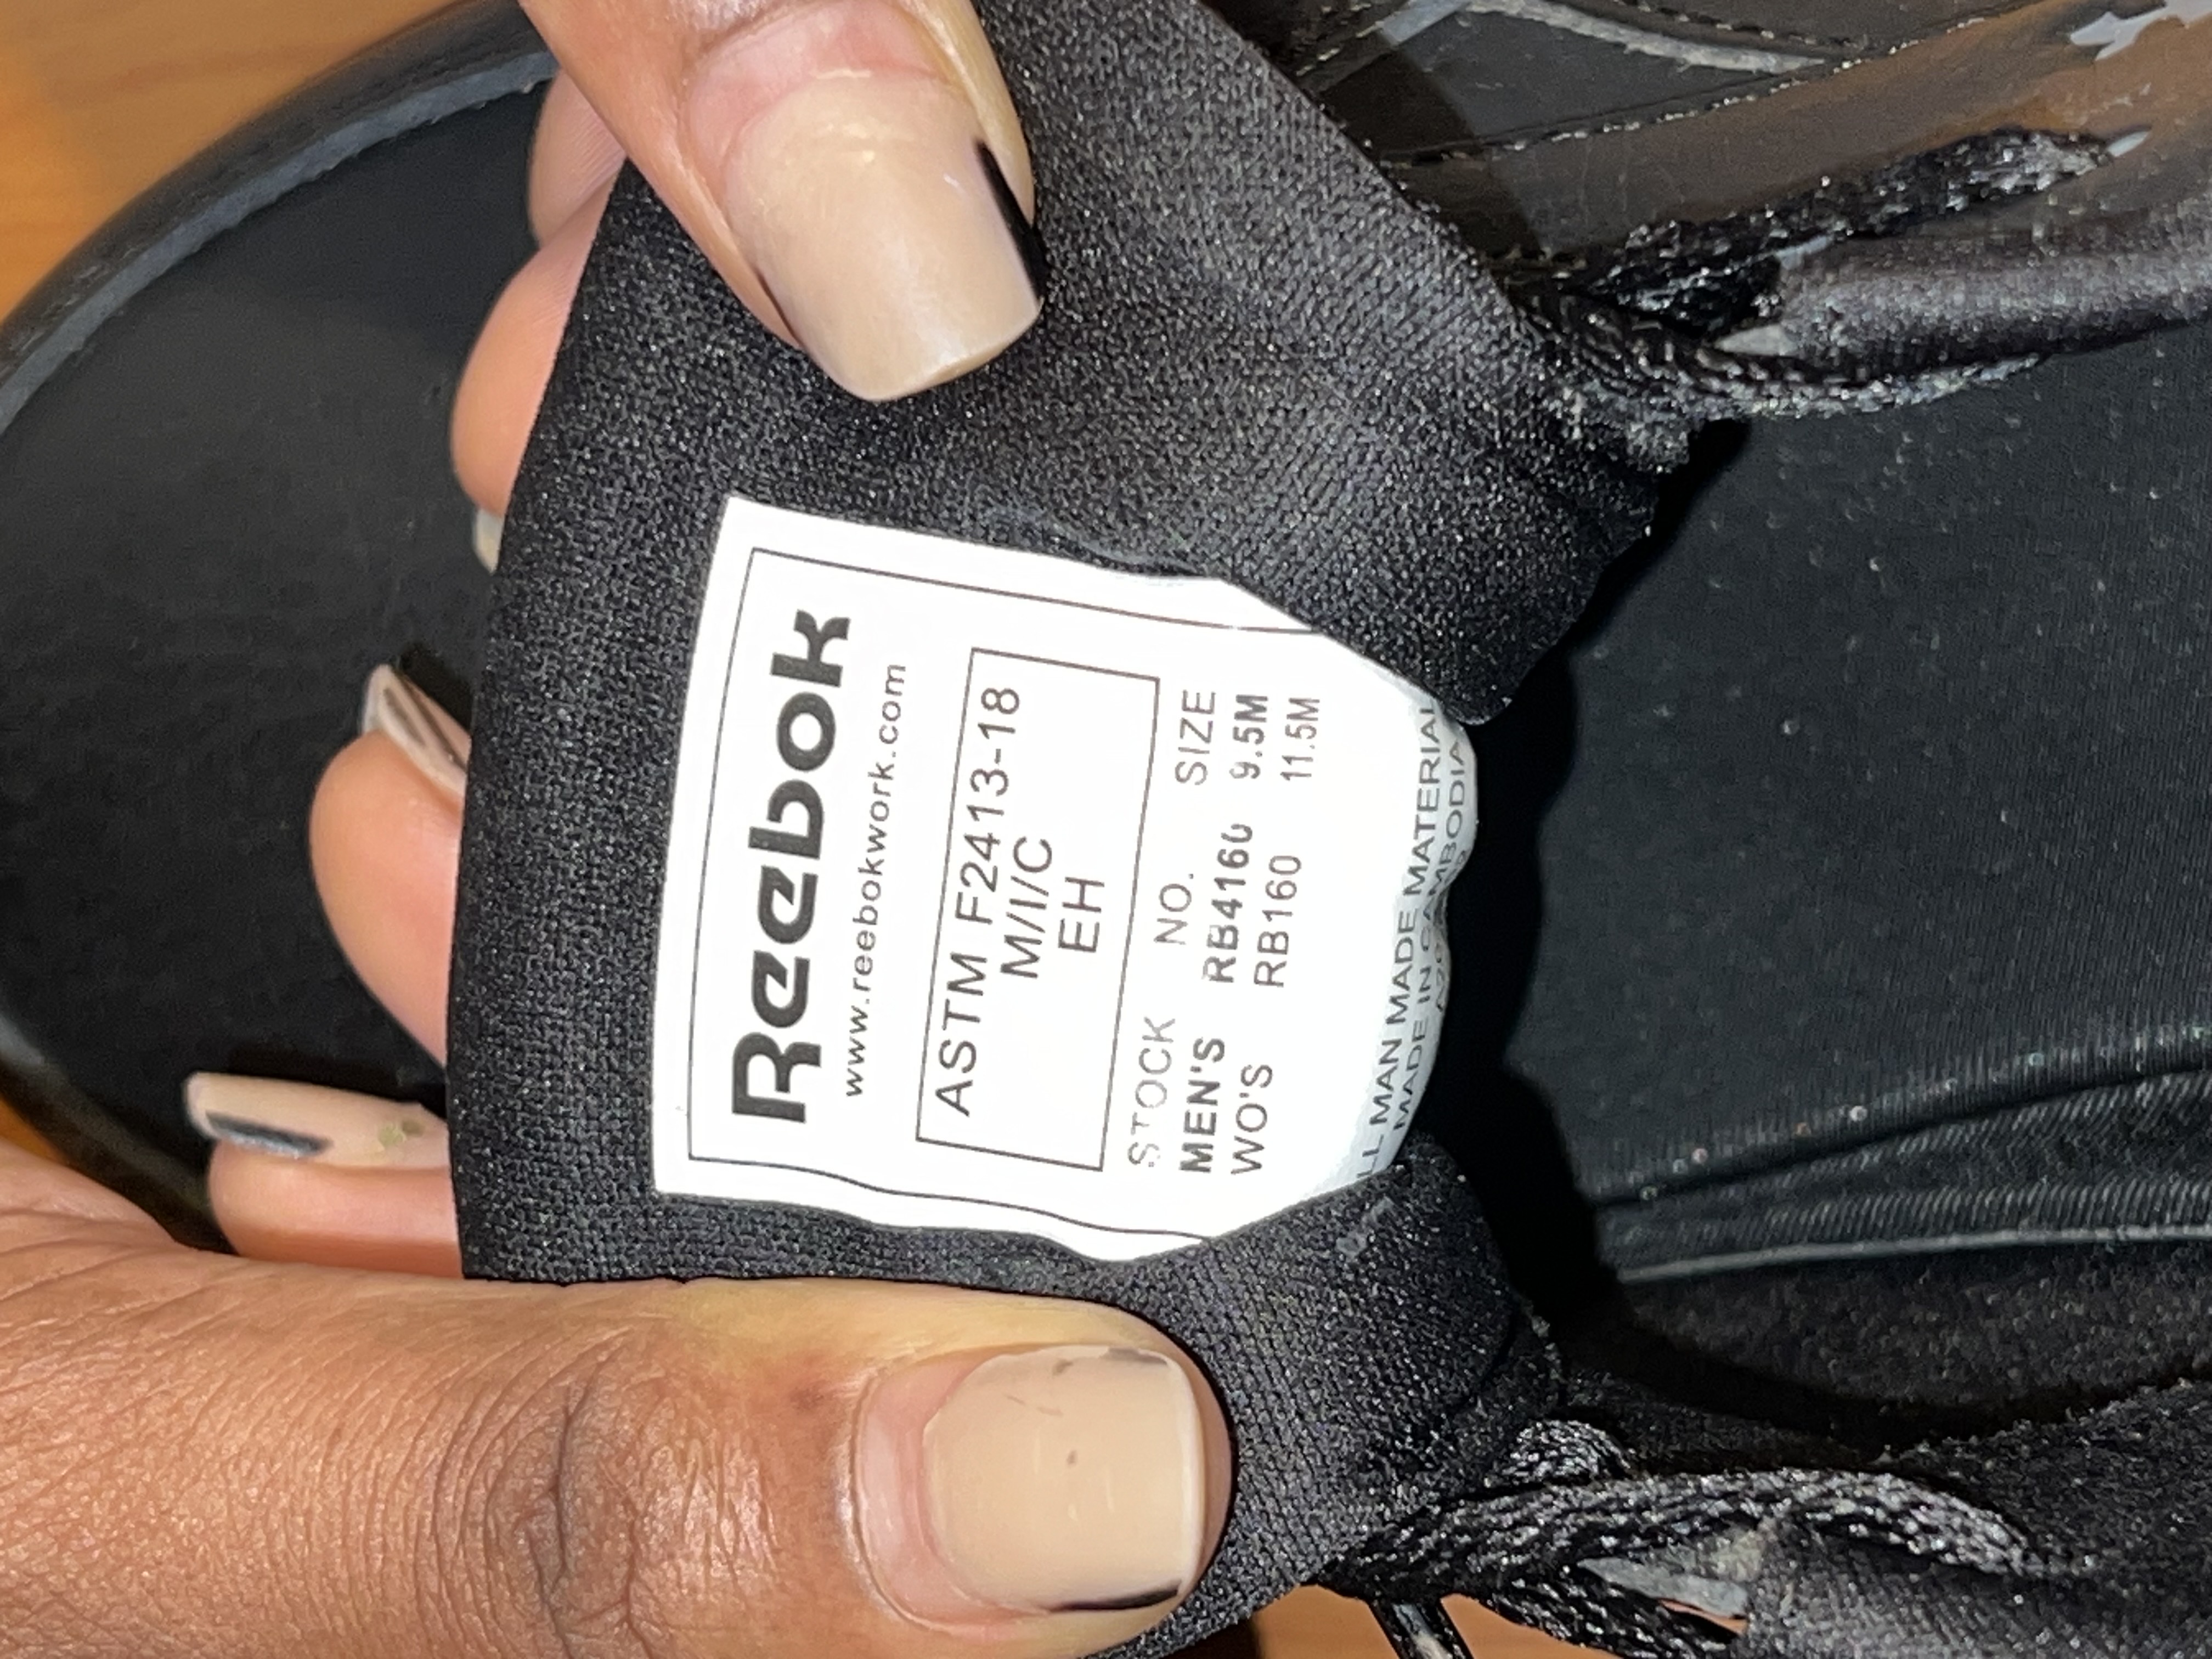 Reebok
www.reebokwork.com
ASTM F2413-18
M/I/C
EH
STOCK NO. SIZE
MEN'S RB4160 9.5M
WO'S RB160 11.5M
LL MAN MADE MATERIAL
MADE IN CAMBODIA